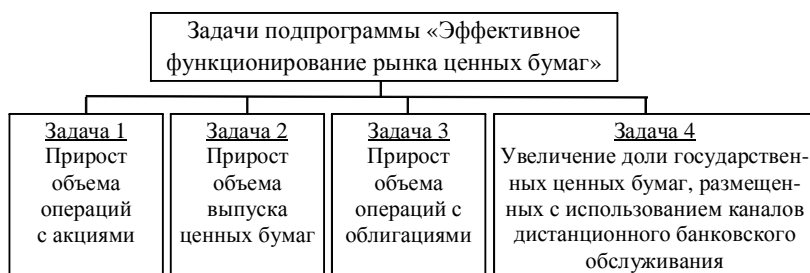 Задачи подпрограммы «Эффективное
функционирование рынка ценных бумаг»
Задача 1
Прирост
объема
операций
с акциями
Задача 2
Прирост
объема
выпуска
ценных бумаг
Задача 3
Прирост
объема
операций с
облигациями
Задача 4
Увеличение доли государствен-
ных ценных бумаг, размещен-
ных с использованием каналов
дистанционного банковского
обслуживания